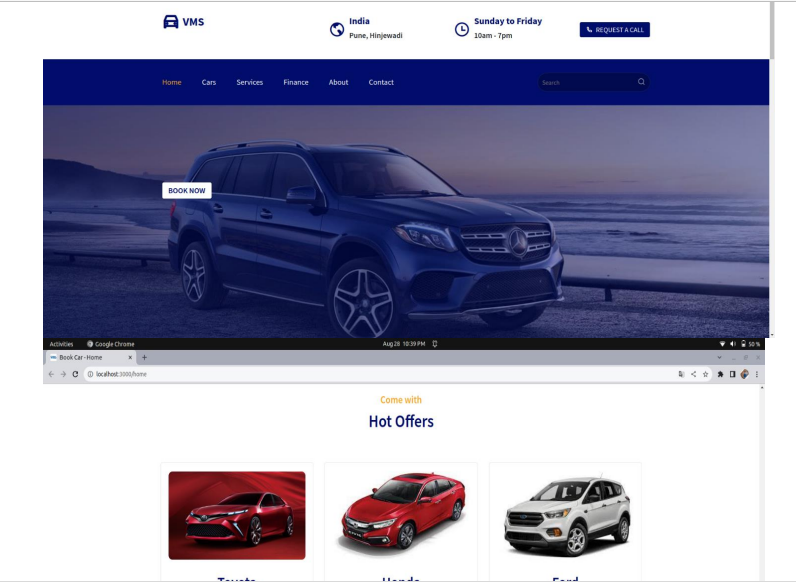 VMS
India
Pune, Hinjewadi
Sunday to Friday
10am - 7pm
REQUEST A CALL
Home Cars Services Finance About Contact
Search
BOOK NOW
Activities Google Chrome Aug 28 10:39 PM 50 %
Book Car -Home
localhost:3000/home
Come with
Hot Offers
Toyota Honda Ford